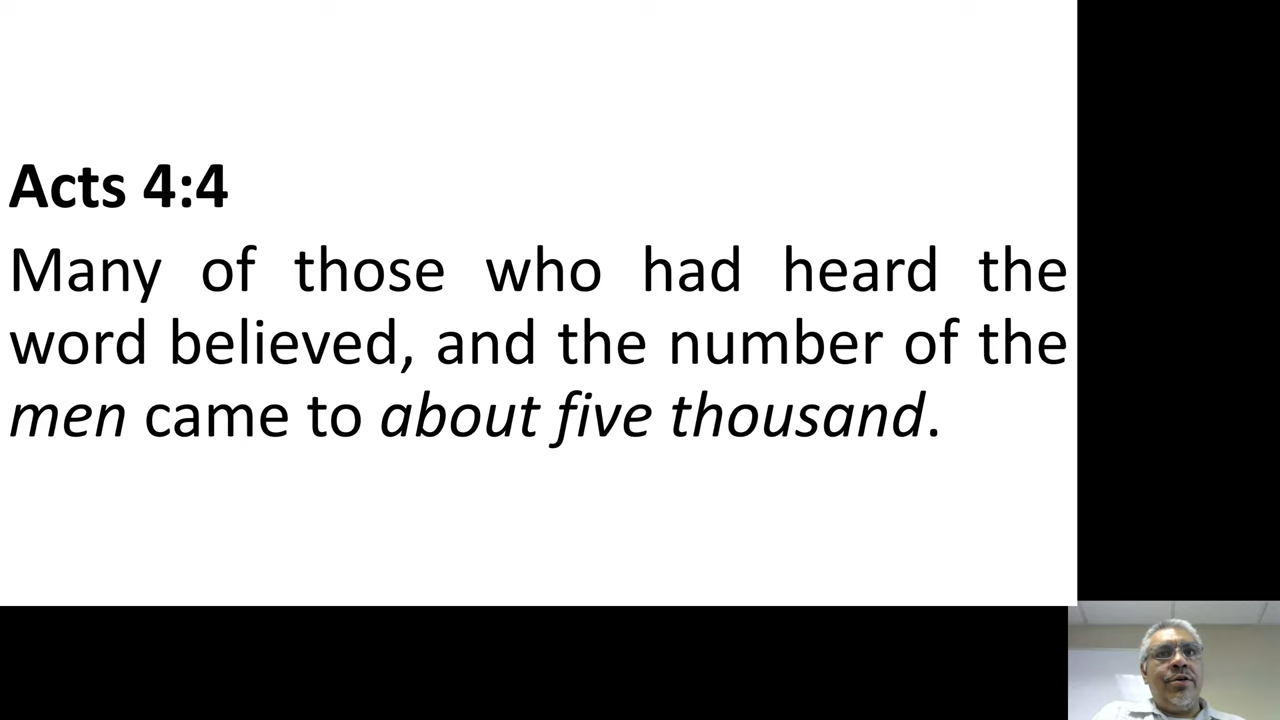 Acts 4:4
Many of those who had heard the
word believed, and the number of the
men came to about five thousand.